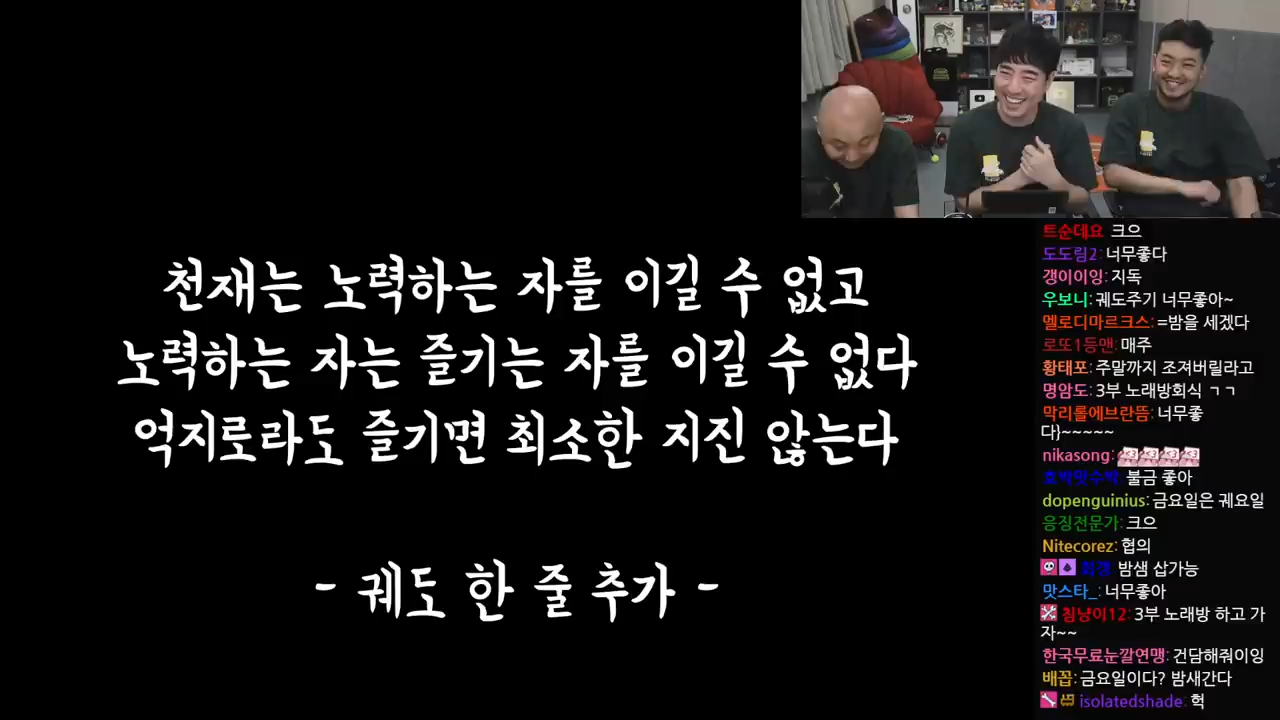 천재는 노력하는 자를 이길 수 없고
노력하는 자는 즐기는 자를 이길 수 없다
억지로라도 즐기면 최소한 지진 않는다
- 궤도 한 줄 추가 -
트순데요 크으
도도림2: 너무좋다
갱이이잉: 지독
우보니: 궤도주기 너무좋아~
멜로디마르크스: =밤을 세겠다
로또1등맨: 매주
황태포: 주말까지 조져버릴라고
명암도: 3부 노래방회식 ㄱㄱ
막리롤에브란뜸: 너무좋
다}~~~~~
nikasong:
호박맛수박: 불금 좋아
dopenguinius: 금요일은 궤요일
응징전문가: 크으
Nitecorez: 협의
밤샘 삽가능
맛스타_: 너무좋아
침냥이12: 3부 노래방 하고 가
자~~
한국무료눈깔연맹: 건담해줘이잉
배꼽: 금요일이다? 밤새간다
isolatedshade: 헉